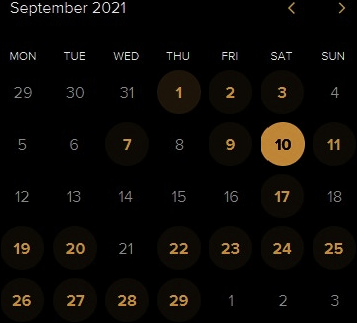 September 2021
MON TUE WED THU FRI SAT SUN
29 30 31 1 2 3 4
5 6 7 8 9 10 11
12 13 14 15 16 17 18
19 20 21 22 23 24 25
26 27 28 29 1 2 3